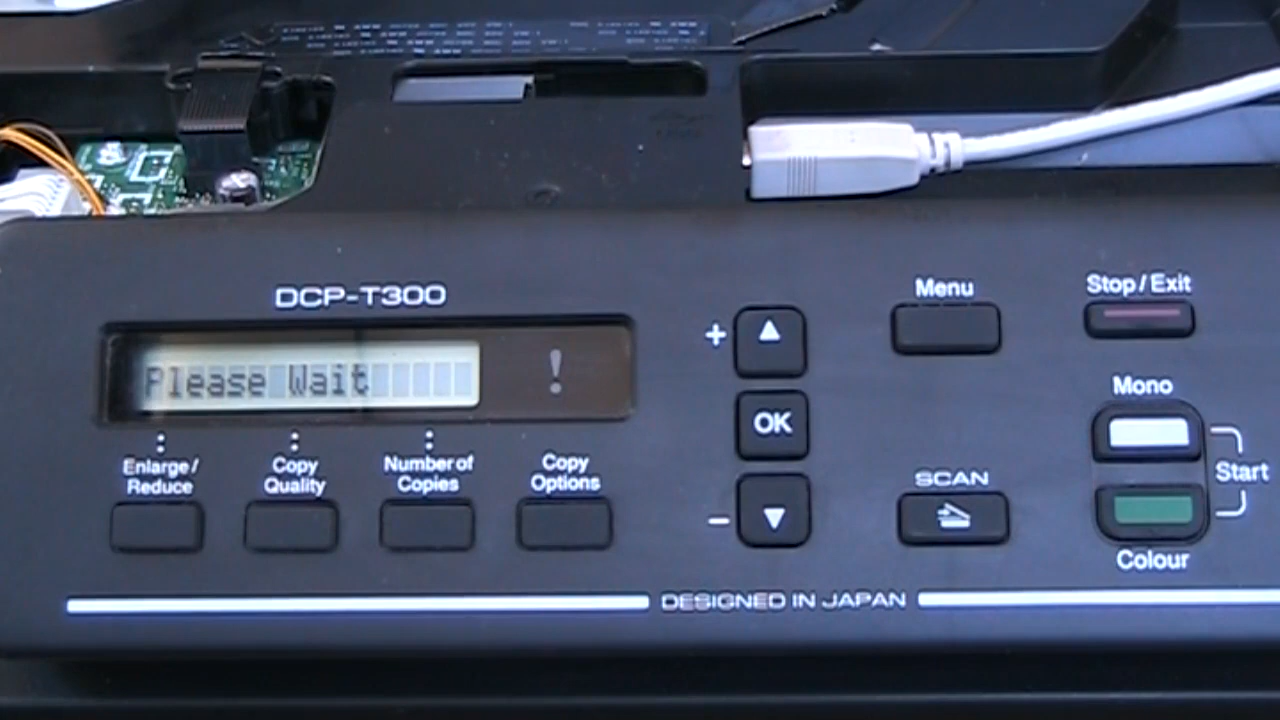 DCP-T300
Please Wait
!
Enlarge/
Reduce
Copy
Quality
Number of
Copies
Copy
Options
+
OK
−
Menu
Stop/Exit
SCAN
Mono
Start
Colour
DESIGNED IN JAPAN